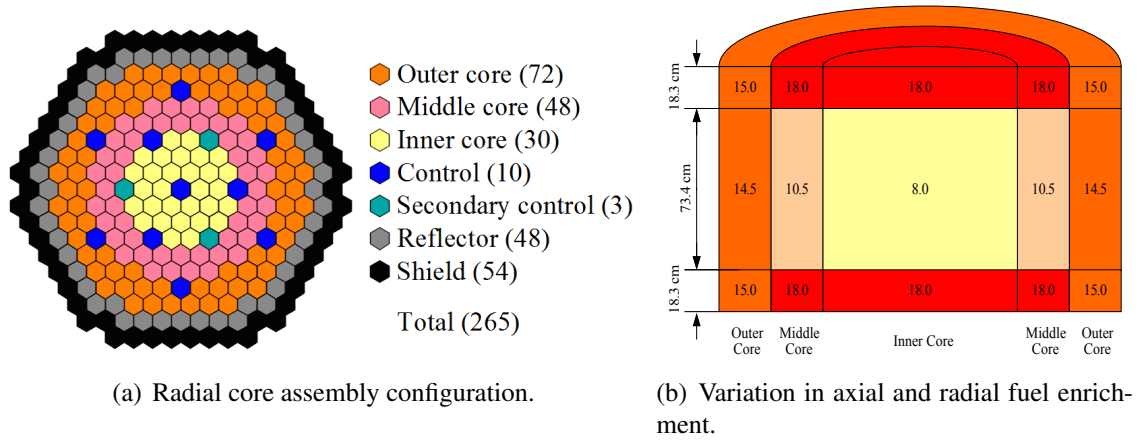 Outer core (72)
Middle core (48)
Inner core (30)
Control (10)
Secondary control (3)
Reflector (48)
Shield (54)
Total (265)
(a) Radial core assembly configuration.
18.3 cm
15.0 18.0 18.0 18.0 15.0
73.4 cm
14.5 10.5 8.0 10.5 14.5
18.3 cm
15.0 18.0 18.0 18.0 15.0
Outer Core
Middle Core
Inner Core
Middle Core
Outer Core
(b) Variation in axial and radial fuel enrich-
ment.